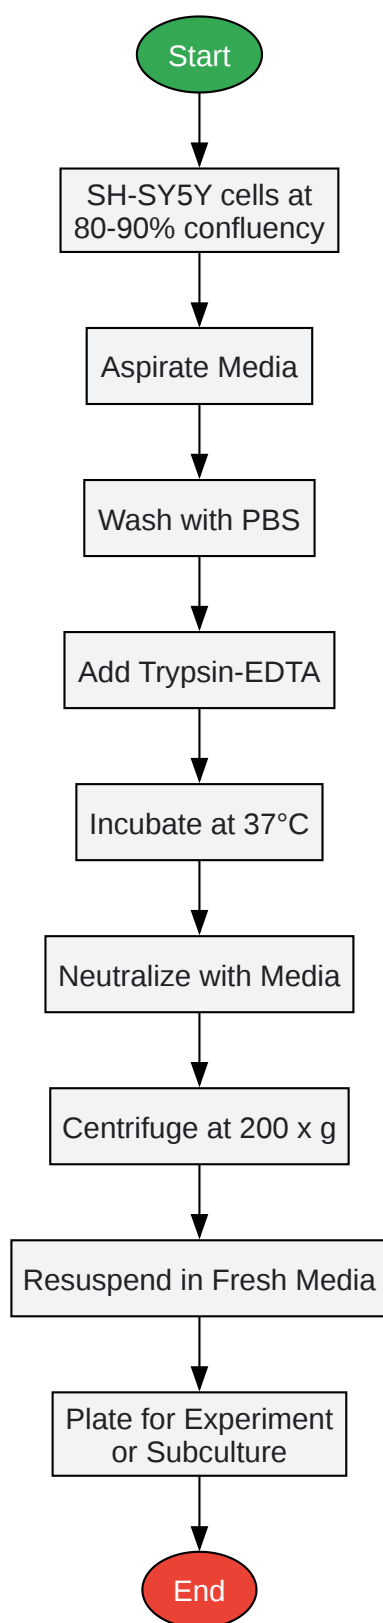 Start
SH-SY5Y cells at
80-90% confluency
Aspirate Media
Wash with PBS
Add Trypsin-EDTA
Incubate at 37°C
Neutralize with Media
Centrifuge at 200 x g
Resuspend in Fresh Media
Plate for Experiment
or Subculture
End